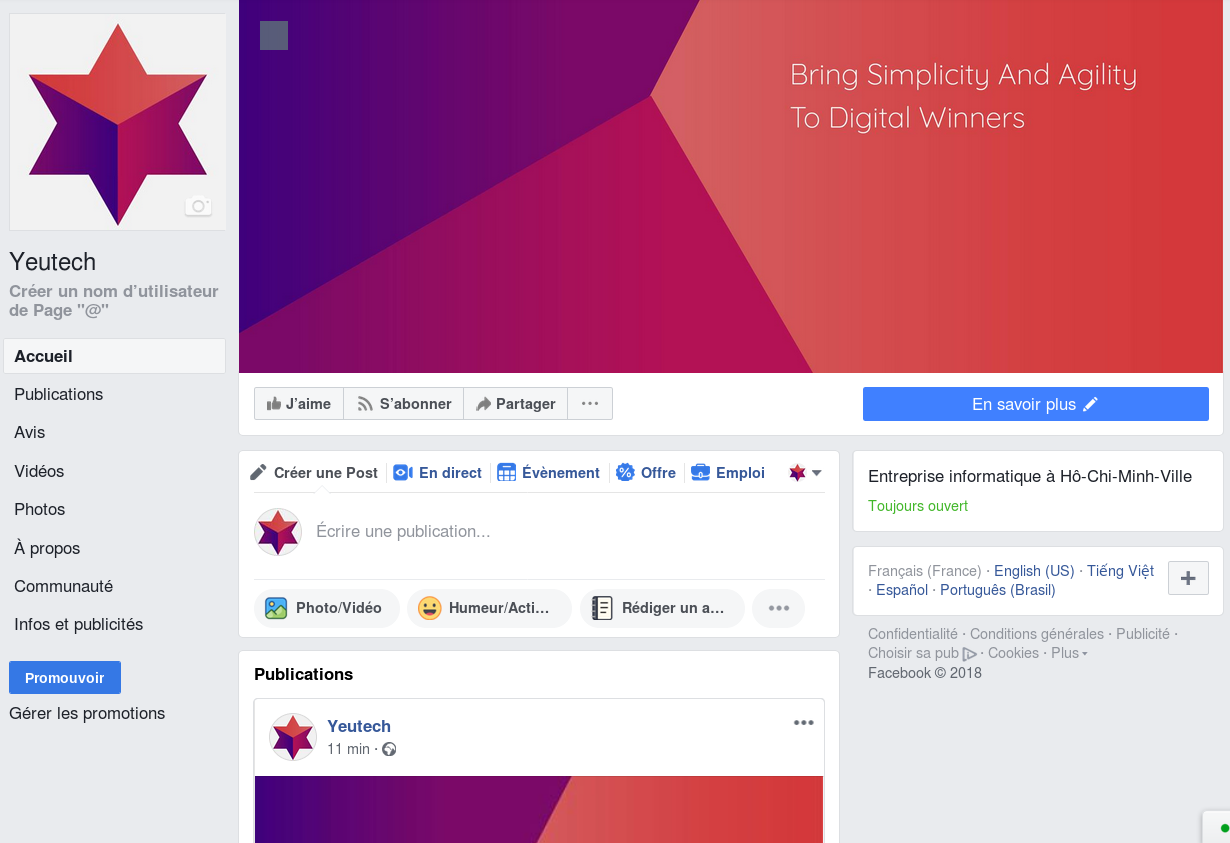 Bring Simplicity And Agility
To Digital Winners
Yeutech
Créer un nom d’utilisateur
de Page "@"
Accueil
Publications
Avis
Vidéos
Photos
À propos
Communauté
Infos et publicités
Promouvoir
Gérer les promotions
J’aime
S’abonner
Partager
En savoir plus
Créer une Post
En direct
Évènement
Offre
Emploi
Écrire une publication...
Photo/Vidéo
Humeur/Acti...
Rédiger un a...
Publications
Yeutech
11 min ·
Entreprise informatique à Hô-Chi-Minh-Ville
Toujours ouvert
Français (France) · English (US) · Tiếng Việt
· Español · Português (Brasil)
Confidentialité · Conditions générales · Publicité ·
Choisir sa pub · Cookies · Plus
Facebook © 2018